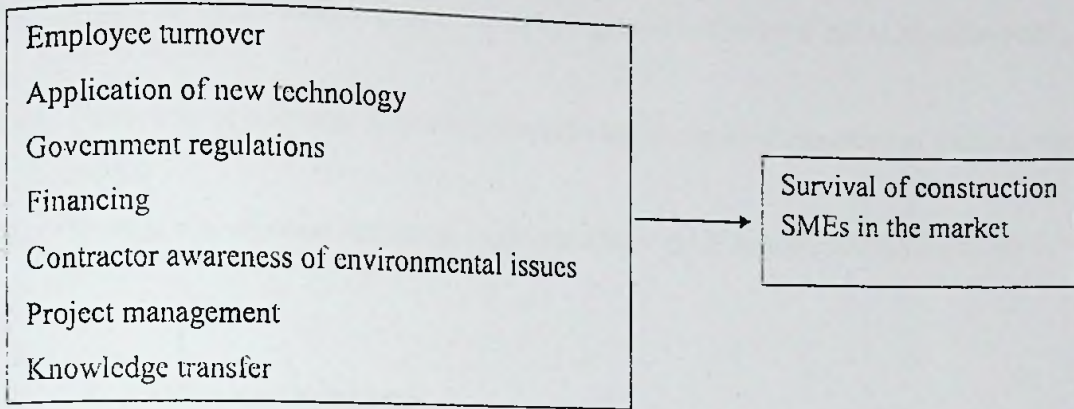 Employee turnover
Application of new technology
Government regulations
Financing
Contractor awareness of environmental issues
Project management
Knowledge transfer
Survival of construction
SMEs in the market